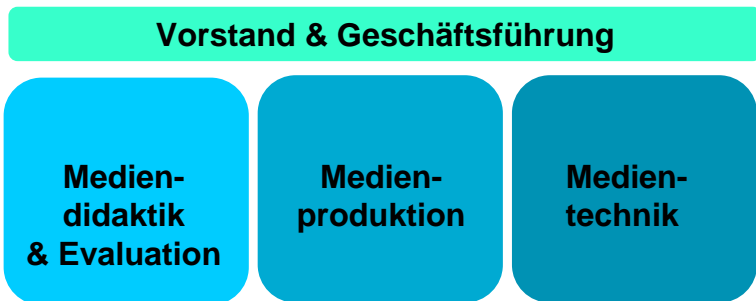 Vorstand & Geschäftsführung
Medien-
didaktik
& Evaluation
Medien-
produktion
Medien-
technik